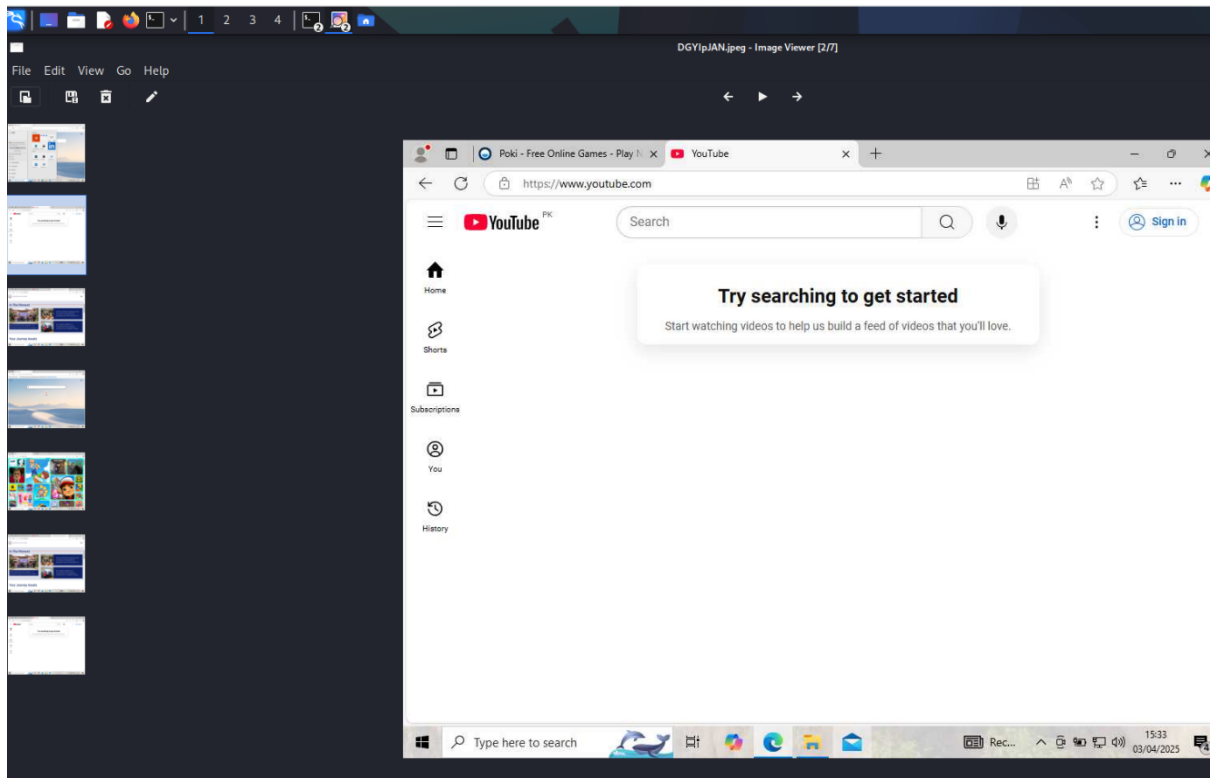 1 2 3 4 2 2
DGYIpJAN.jpeg - Image Viewer [2/7]
File Edit View Go Help
Poki - Free Online Games - Play N
YouTube
https://www.youtube.com
YouTube PK
Search
Sign in
Home
Try searching to get started
Start watching videos to help us build a feed of videos that you'll love.
Shorts
Subscriptions
You
History
Type here to search
Rec...
15:33
03/04/2025